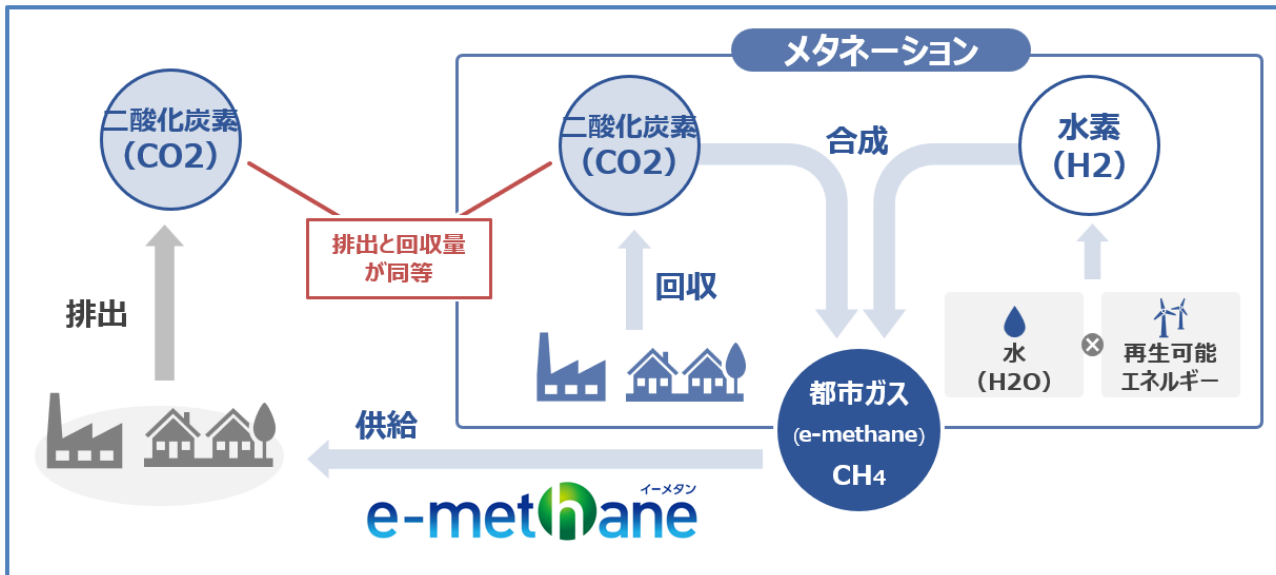 メタネーション
二酸化炭素
(CO2)
二酸化炭素
(CO2)
合成
水素
(H2)
排出と回収量
が同等
排出
回収
水
(H2O)
再生可能
エネルギー
都市ガス
(e-methane)
CH4
供給
イーメタン
e-methane